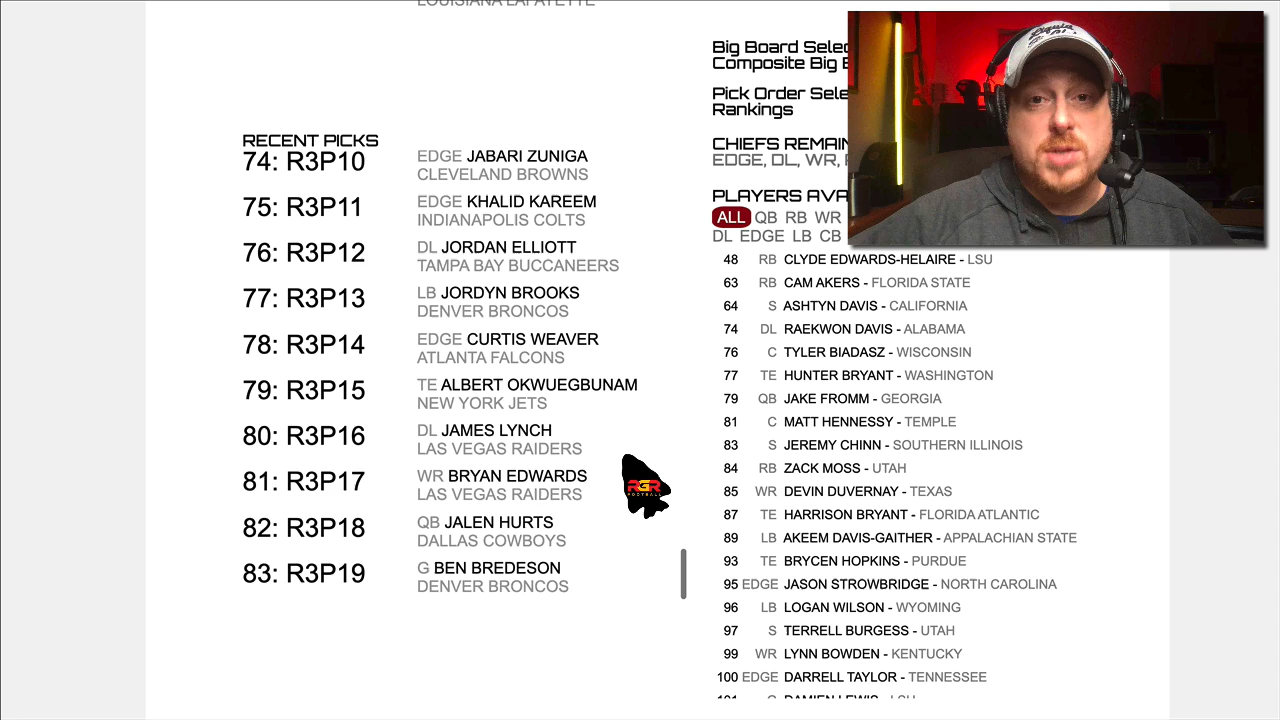 LOUISIANA LAFAYETTE
RECENT PICKS
74: R3P10
EDGE JABARI ZUNIGA
CLEVELAND BROWNS
75: R3P11
EDGE KHALID KAREEM
INDIANAPOLIS COLTS
76: R3P12
DL JORDAN ELLIOTT
TAMPA BAY BUCCANEERS
77: R3P13
LB JORDYN BROOKS
DENVER BRONCOS
78: R3P14
EDGE CURTIS WEAVER
ATLANTA FALCONS
79: R3P15
TE ALBERT OKWUEGBUNAM
NEW YORK JETS
80: R3P16
DL JAMES LYNCH
LAS VEGAS RAIDERS
81: R3P17
WR BRYAN EDWARDS
LAS VEGAS RAIDERS
82: R3P18
QB JALEN HURTS
DALLAS COWBOYS
83: R3P19
G BEN BREDESON
DENVER BRONCOS
RGR
FOOTBALL
Big Board Selec
Composite Big B
Pick Order Sele
Rankings
CHIEFS REMAIN
EDGE, DL, WR,
PLAYERS AVA
ALL QB RB WR
DL EDGE LB CB
48 RB CLYDE EDWARDS-HELAIRE - LSU
63 RB CAM AKERS - FLORIDA STATE
64 S ASHTYN DAVIS - CALIFORNIA
74 DL RAEKWON DAVIS - ALABAMA
76 C TYLER BIADASZ - WISCONSIN
77 TE HUNTER BRYANT - WASHINGTON
79 QB JAKE FROMM - GEORGIA
81 C MATT HENNESSY - TEMPLE
83 S JEREMY CHINN - SOUTHERN ILLINOIS
84 RB ZACK MOSS - UTAH
85 WR DEVIN DUVERNAY - TEXAS
87 TE HARRISON BRYANT - FLORIDA ATLANTIC
89 LB AKEEM DAVIS-GAITHER - APPALACHIAN STATE
93 TE BRYCEN HOPKINS - PURDUE
95 EDGE JASON STROWBRIDGE - NORTH CAROLINA
96 LB LOGAN WILSON - WYOMING
97 S TERRELL BURGESS - UTAH
99 WR LYNN BOWDEN - KENTUCKY
100 EDGE DARRELL TAYLOR - TENNESSEE
101 G DAMIEN LEWIS - LSU